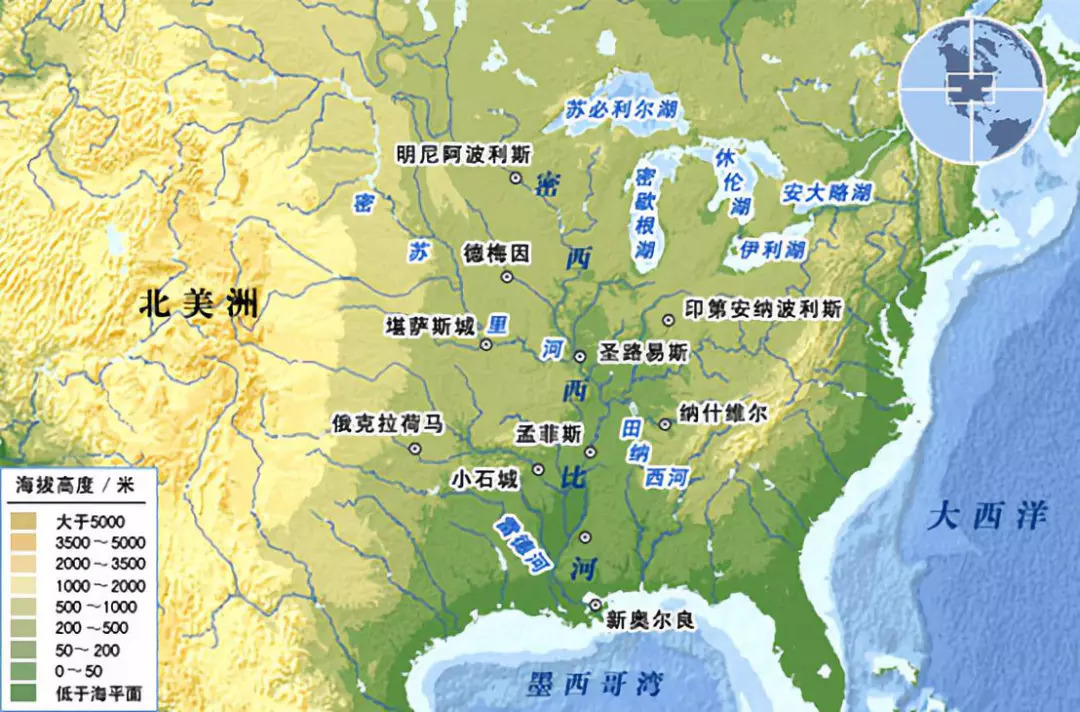 苏必利尔湖
明尼阿波利斯
密西西比河
密歇根湖
休伦湖
安大略湖
伊利湖
密苏里河
德梅因
北美洲
印第安纳波利斯
堪萨斯城
圣路易斯
俄克拉荷马
孟菲斯
纳什维尔
田纳西河
小石城
雷德河
大西洋
新奥尔良
墨西哥湾
海拔高度 / 米
大于5000
3500～5000
2000～3500
1000～2000
500～1000
200～500
50～200
0～50
低于海平面